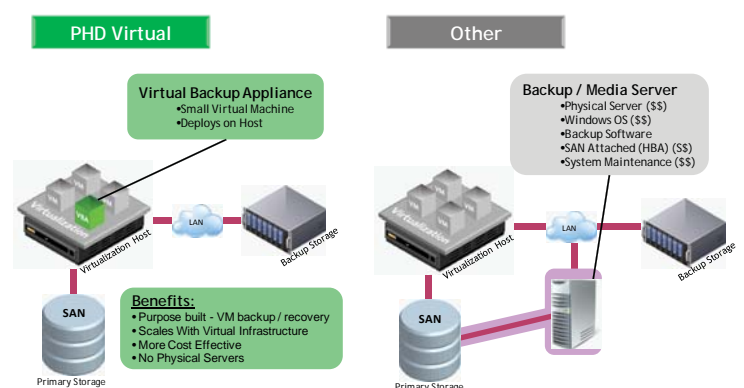 PHD Virtual
Other
Virtual Backup Appliance
•Small Virtual Machine
•Deploys on Host
Backup / Media Server
•Physical Server ($$)
•Windows OS ($$)
•Backup Software
•SAN Attached (HBA) (S$)
•System Maintenance ($$)
VM
VM
VM
VBA
Virtualization
Virtualization Host
LAN
Backup Storage
VM
VM
VM
VM
Virtualization
Virtualization Host
LAN
Backup Storage
SAN
Primary Storage
Benefits:
• Purpose built - VM backup / recovery
• Scales With Virtual Infrastructure
• More Cost Effective
• No Physical Servers
SAN
Primary Storage